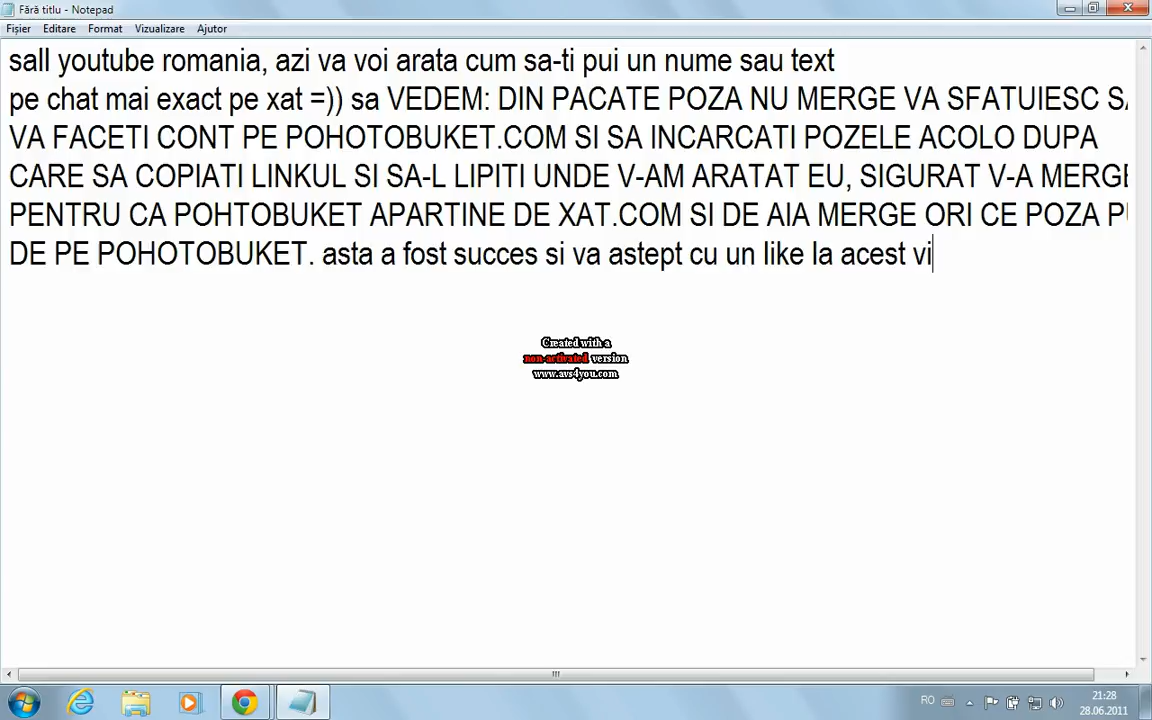 Fără titlu - Notepad
Fișier Editare Format Vizualizare Ajutor
sall youtube romania, azi va voi arata cum sa-ti pui un nume sau text
pe chat mai exact pe xat =)) sa VEDEM: DIN PACATE POZA NU MERGE VA SFATUIESC
VA FACETI CONT PE POHOTOBUKET.COM SI SA INCARCATI POZELE ACOLO DUPA
CARE SA COPIATI LINKUL SI SA-L LIPITI UNDE V-AM ARATAT EU, SIGURAT V-A MERGE
PENTRU CA POHTOBUKET APARTINE DE XAT.COM SI DE AIA MERGE ORI CE POZA
DE PE POHOTOBUKET. asta a fost succes si va astept cu un like la acest vi
Created with a
non-activated version
www.avs4you.com
RO
21:28
28.06.2011